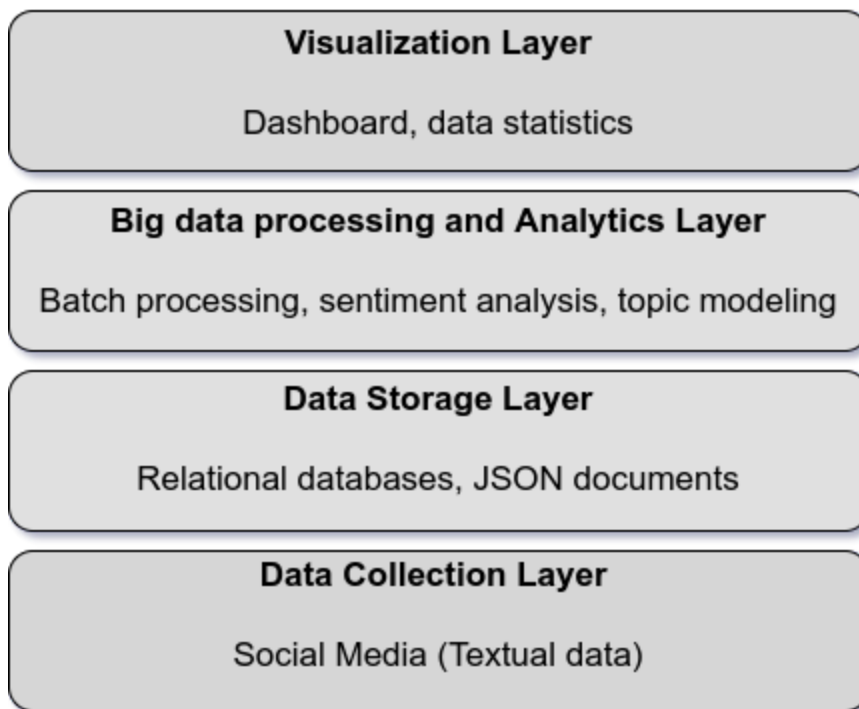 Visualization Layer
Dashboard, data statistics
Big data processing and Analytics Layer
Batch processing, sentiment analysis, topic modeling
Data Storage Layer
Relational databases, JSON documents
Data Collection Layer
Social Media (Textual data)